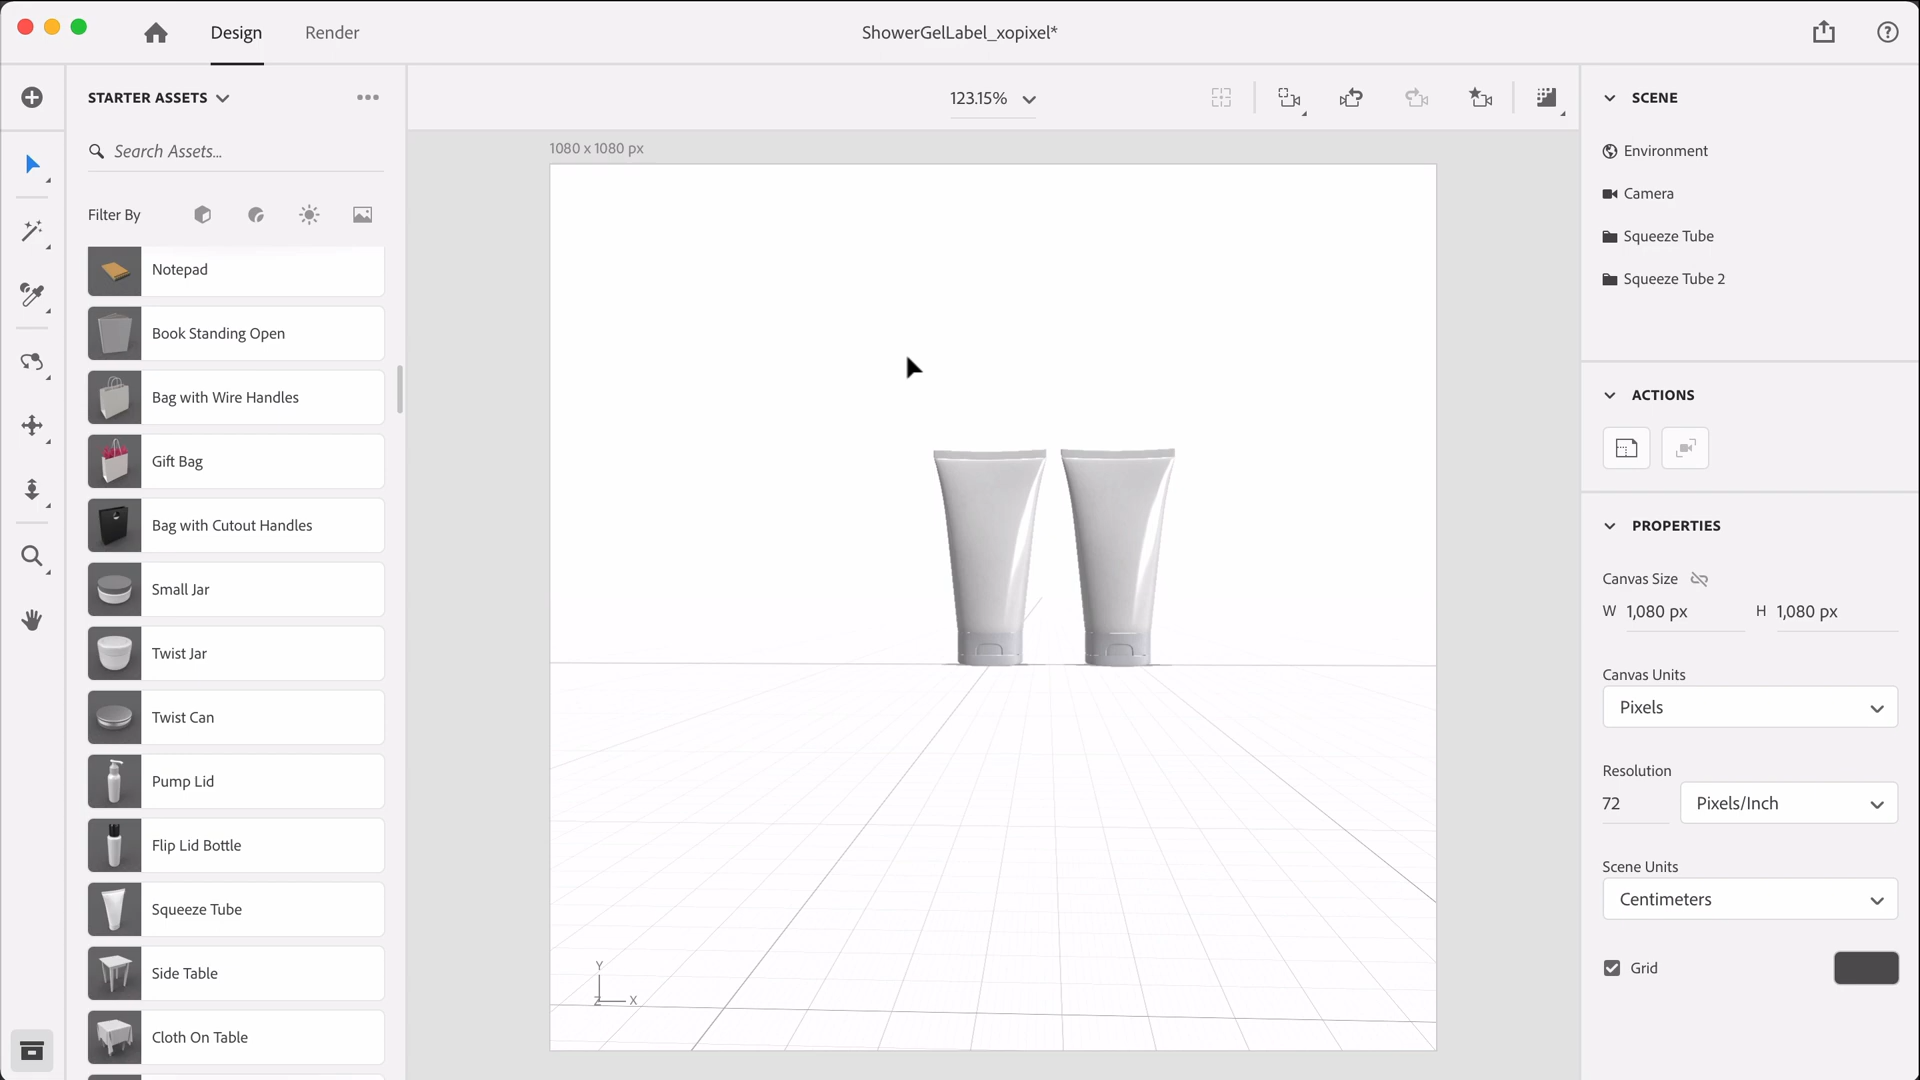 Design
Render
ShowerGelLabel_xopixel*
STARTER ASSETS
Search Assets...
Filter By
Notepad
Book Standing Open
Bag with Wire Handles
Gift Bag
Bag with Cutout Handles
Small Jar
Twist Jar
Twist Can
Pump Lid
Flip Lid Bottle
Squeeze Tube
Side Table
Cloth On Table
123.15%
1080 x 1080 px
Y
Z
X
SCENE
Environment
Camera
Squeeze Tube
Squeeze Tube 2
ACTIONS
PROPERTIES
Canvas Size
W 1,080 px H 1,080 px
Canvas Units
Pixels
Resolution
72 Pixels/Inch
Scene Units
Centimeters
Grid